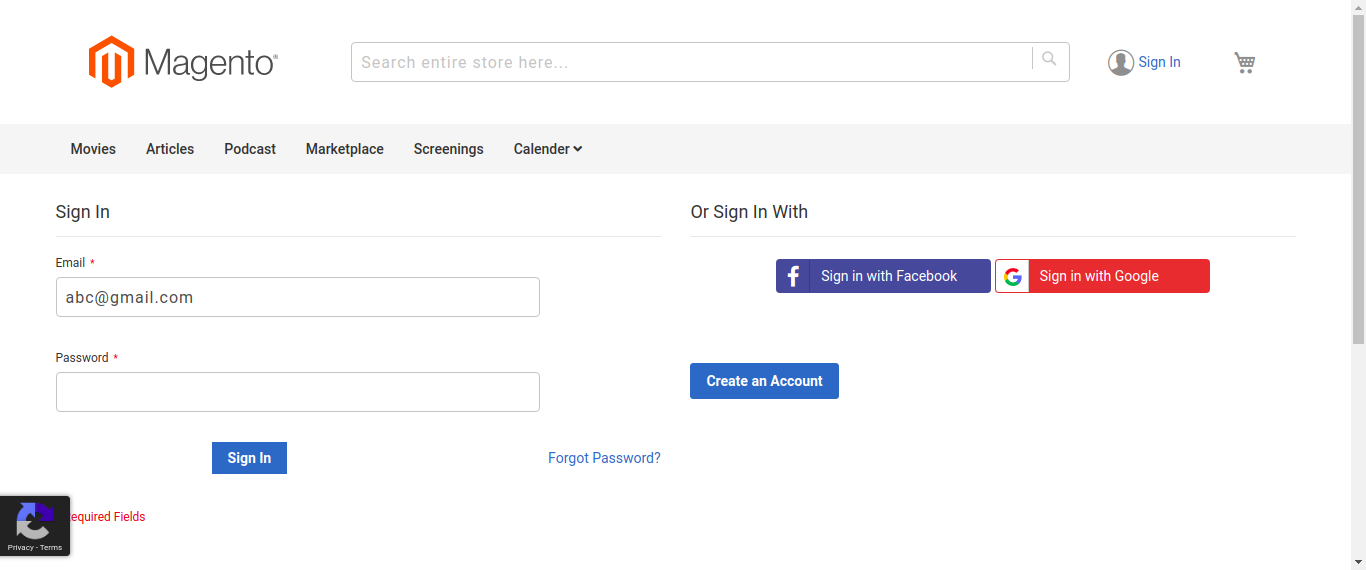 Magento®
Search entire store here...
Sign In
Movies Articles Podcast Marketplace Screenings Calender
Sign In
Email *
abc@gmail.com
Password *
Sign In
Forgot Password?
equired Fields
Privacy - Terms
Or Sign In With
Sign in with Facebook
Sign in with Google
Create an Account